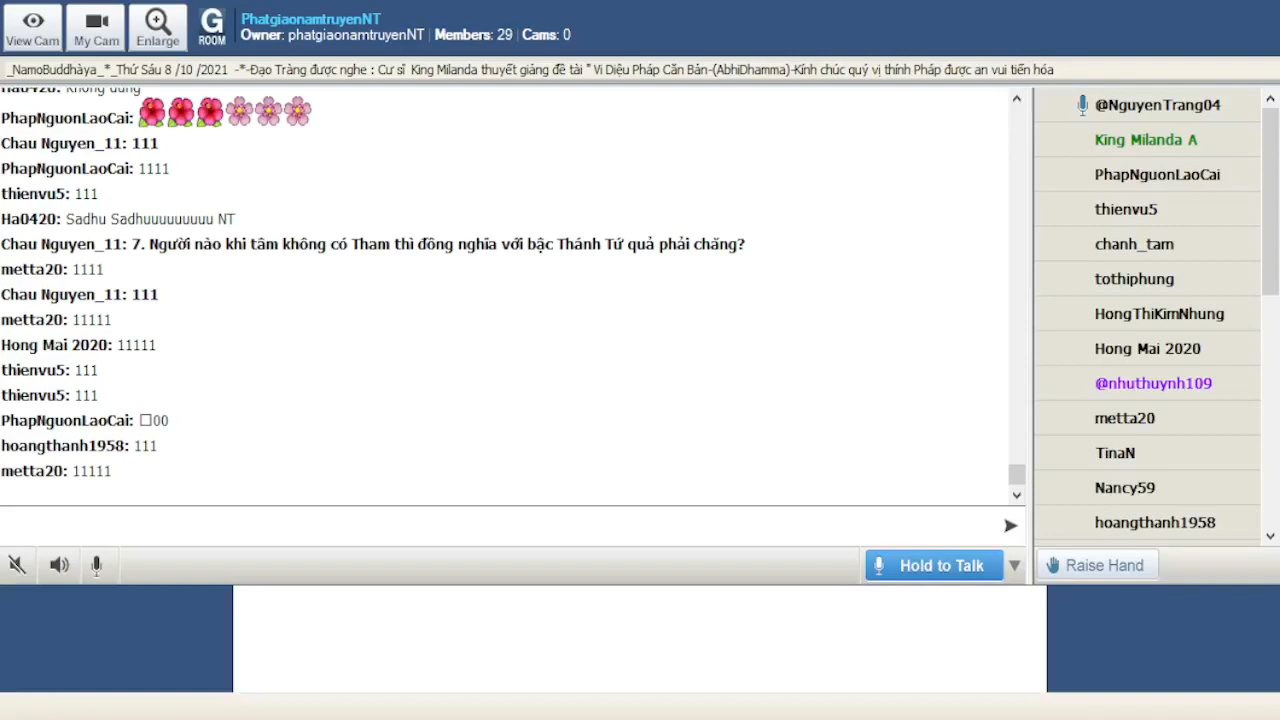 View Cam
My Cam
Enlarge
G
ROOM
PhatgiaonamtruyenNT
Owner: phatgiaonamtruyenNT | Members: 29 | Cams: 0
_NamoBuddhàya_*_Thứ Sáu 8 /10 /2021 -*-Đạo Tràng được nghe : Cư sĩ King Milanda thuyết giảng đề tài " Vi Diệu Pháp Căn Bản-(AbhiDhamma)-Kính chúc quý vị thính Pháp được an vui tiến hóa
Ha0420: Không đúng
PhapNguonLaoCai:
Chau Nguyen_11: 111
PhapNguonLaoCai: 1111
thienvu5: 111
Ha0420: Sadhu Sadhuuuuuuuuu NT
Chau Nguyen_11: 7. Người nào khi tâm không có Tham thì đồng nghĩa với bậc Thánh Tứ quả phải chăng?
metta20: 1111
Chau Nguyen_11: 111
metta20: 11111
Hong Mai 2020: 11111
thienvu5: 111
thienvu5: 111
PhapNguonLaoCai: □00
hoangthanh1958: 111
metta20: 11111
@NguyenTrang04
King Milanda A
PhapNguonLaoCai
thienvu5
chanh_tam
tothiphung
HongThiKimNhung
Hong Mai 2020
@nhuthuynh109
metta20
TinaN
Nancy59
hoangthanh1958
Hold to Talk
Raise Hand